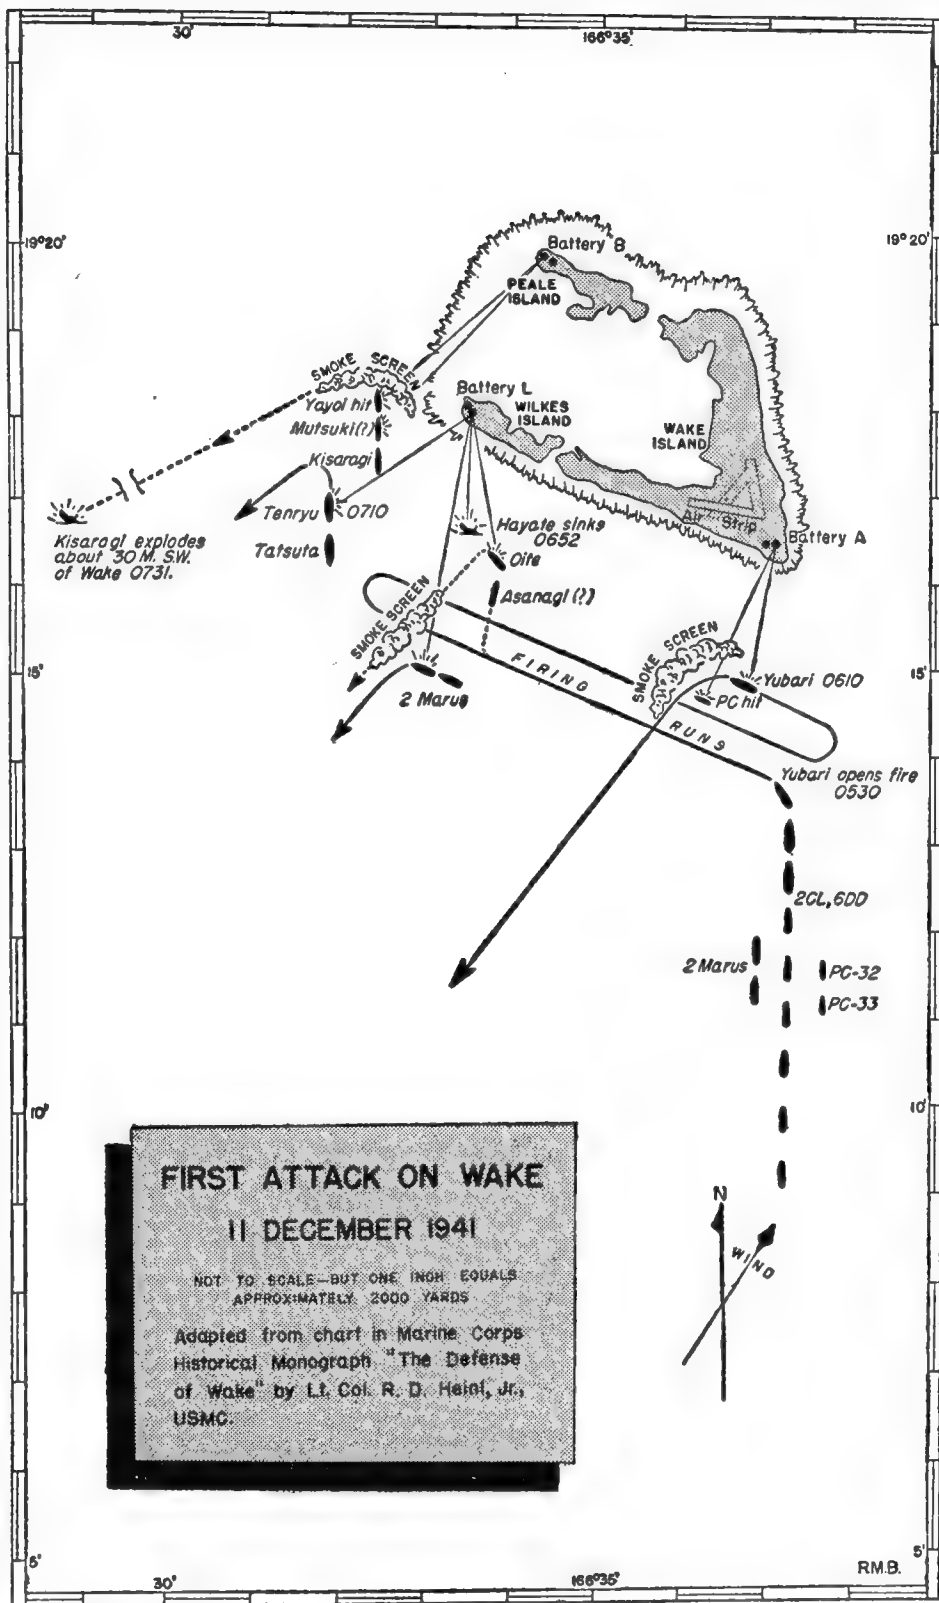 30'
166°35'
19°20'
19°20'
Battery B
PEALE
ISLAND
SMOKE SCREEN
Battery L
WILKES
ISLAND
Yayoi hit
Mutsuki(?)
WAKE
ISLAND
Kisaragi
Tenryu
0710
Air Strip
Hayate sinks
0652
Battery A
Kisaragi explodes
about 30 M. S.W.
of Wake 0731.
Tatsuta
Oite
Asanagi(?)
SMOKE SCREEN
SMOKE SCREEN
15'
15'
FIRING
RUNS
Yubari 0610
PC hit
2 Marus
Yubari opens fire
0530
2CL, 6DD
2 Marus
PC-32
PC-33
10'
10'
FIRST ATTACK ON WAKE
11 DECEMBER 1941
NOT TO SCALE—BUT ONE INCH EQUALS
APPROXIMATELY 2000 YARDS
Adapted from chart in Marine Corps
Historical Monograph "The Defense
of Wake" by Lt. Col. R. D. Heinl, Jr.,
USMC.
N
WIND
5'
5'
R.M.B.
30'
166°35'